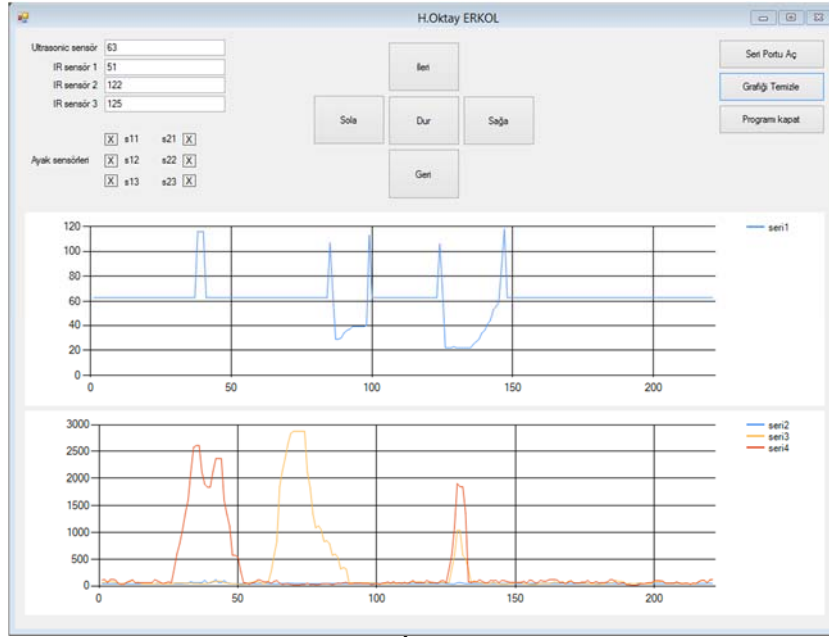 H.Oktay ERKOL
Ultrasonic sensör 63
IR sensör 1 51
IR sensör 2 122
IR sensör 3 125
X s11 s21 X
Ayak sensörleri X s12 s22 X
X s13 s23 X
İleri
Sola Dur Sağa
Geri
Seri Portu Aç
Grafiği Temizle
Programı kapat
120
100
80
60
40
20
0
0 50 100 150 200
seri1
3000
2500
2000
1500
1000
500
0
0 50 100 150 200
seri2
seri3
seri4